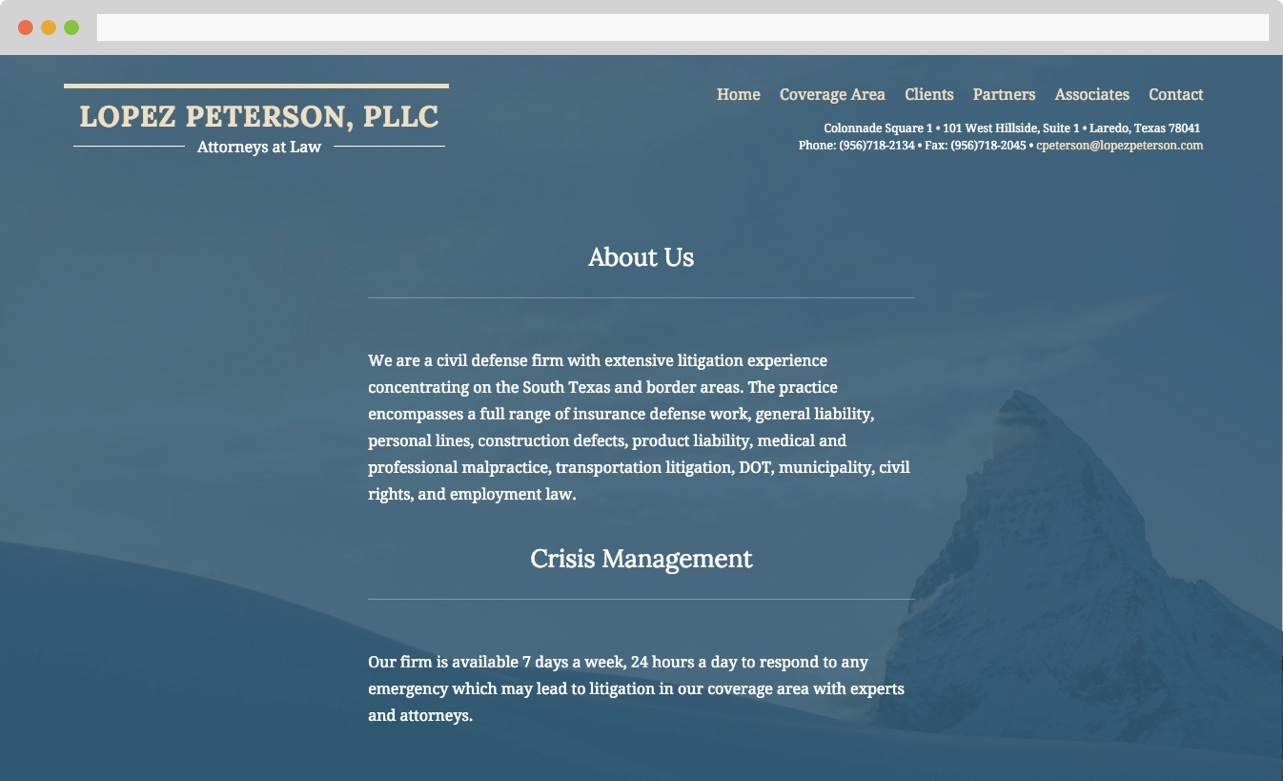 LOPEZ PETERSON, PLLC
Attorneys at Law
Home Coverage Area Clients Partners Associates Contact
Colonnade Square 1 • 101 West Hillside, Suite 1 • Laredo, Texas 78041
Phone: (956)718-2134 • Fax: (956)718-2045 • cpeterson@lopezpeterson.com
About Us
We are a civil defense firm with extensive litigation experience
concentrating on the South Texas and border areas. The practice
encompasses a full range of insurance defense work, general liability,
personal lines, construction defects, product liability, medical and
professional malpractice, transportation litigation, DOT, municipality, civil
rights, and employment law.
Crisis Management
Our firm is available 7 days a week, 24 hours a day to respond to any
emergency which may lead to litigation in our coverage area with experts
and attorneys.